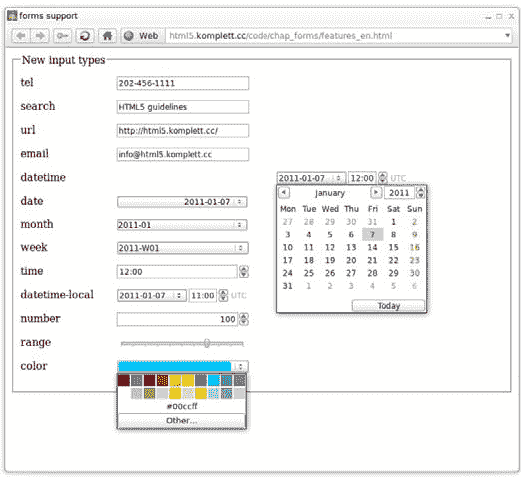 forms support
Web html5.komplett.cc/code/chap_forms/features_en.html
New input types
tel 202-456-1111
search HTML5 guidelines
url http://html5.komplett.cc/
email info@html5.komplett.cc
datetime 2011-01-07 12:00 UTC
date 2011-01-07
month 2011-01
week 2011-W01
time 12:00
datetime-local 2011-01-07 11:00 UTC
number 100
range
color
#00ccff
Other...
January 2011
Mon Tue Wed Thu Fri Sat Sun
27 28 29 30 31 1 2
3 4 5 6 7 8 9
10 11 12 13 14 15 16
17 18 19 20 21 22 23
24 25 26 27 28 29 30
31 1 2 3 4 5 6
Today